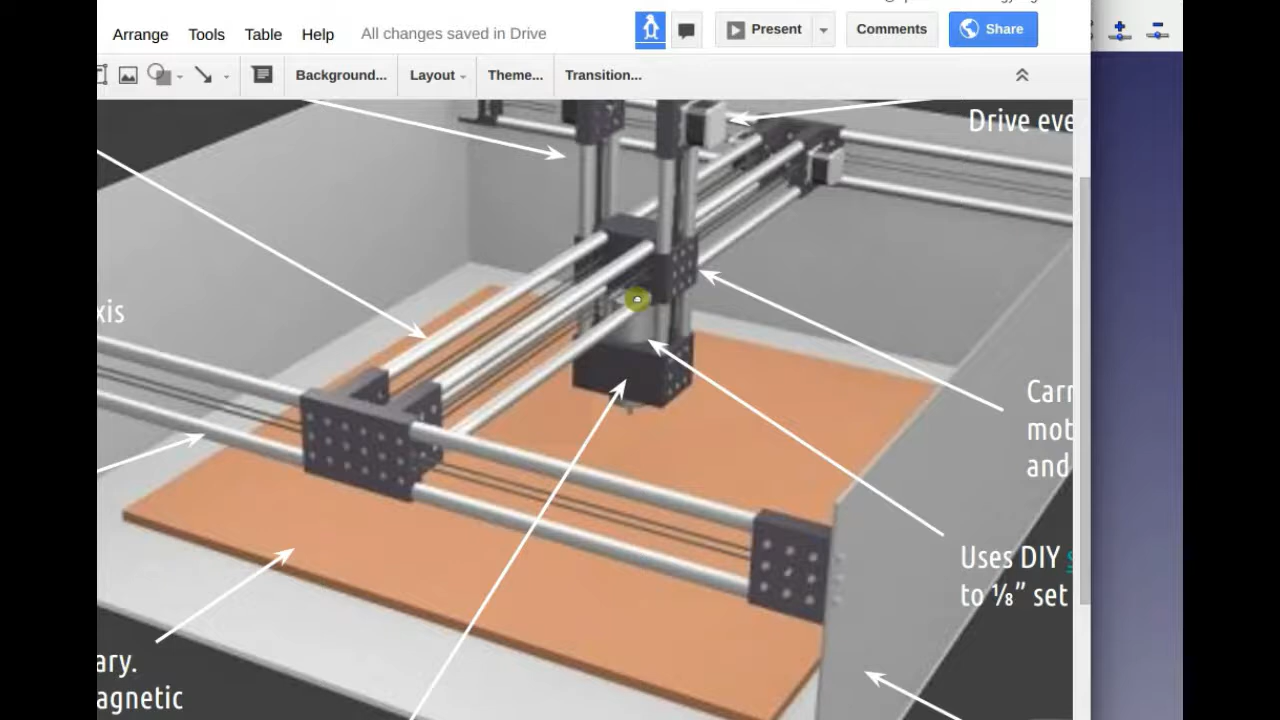 Arrange Tools Table Help All changes saved in Drive Present Comments Share
Background... Layout Theme... Transition...
Drive eve
xis
Carr
mob
and
Uses DIY s
to ⅛" set
ary.
agnetic